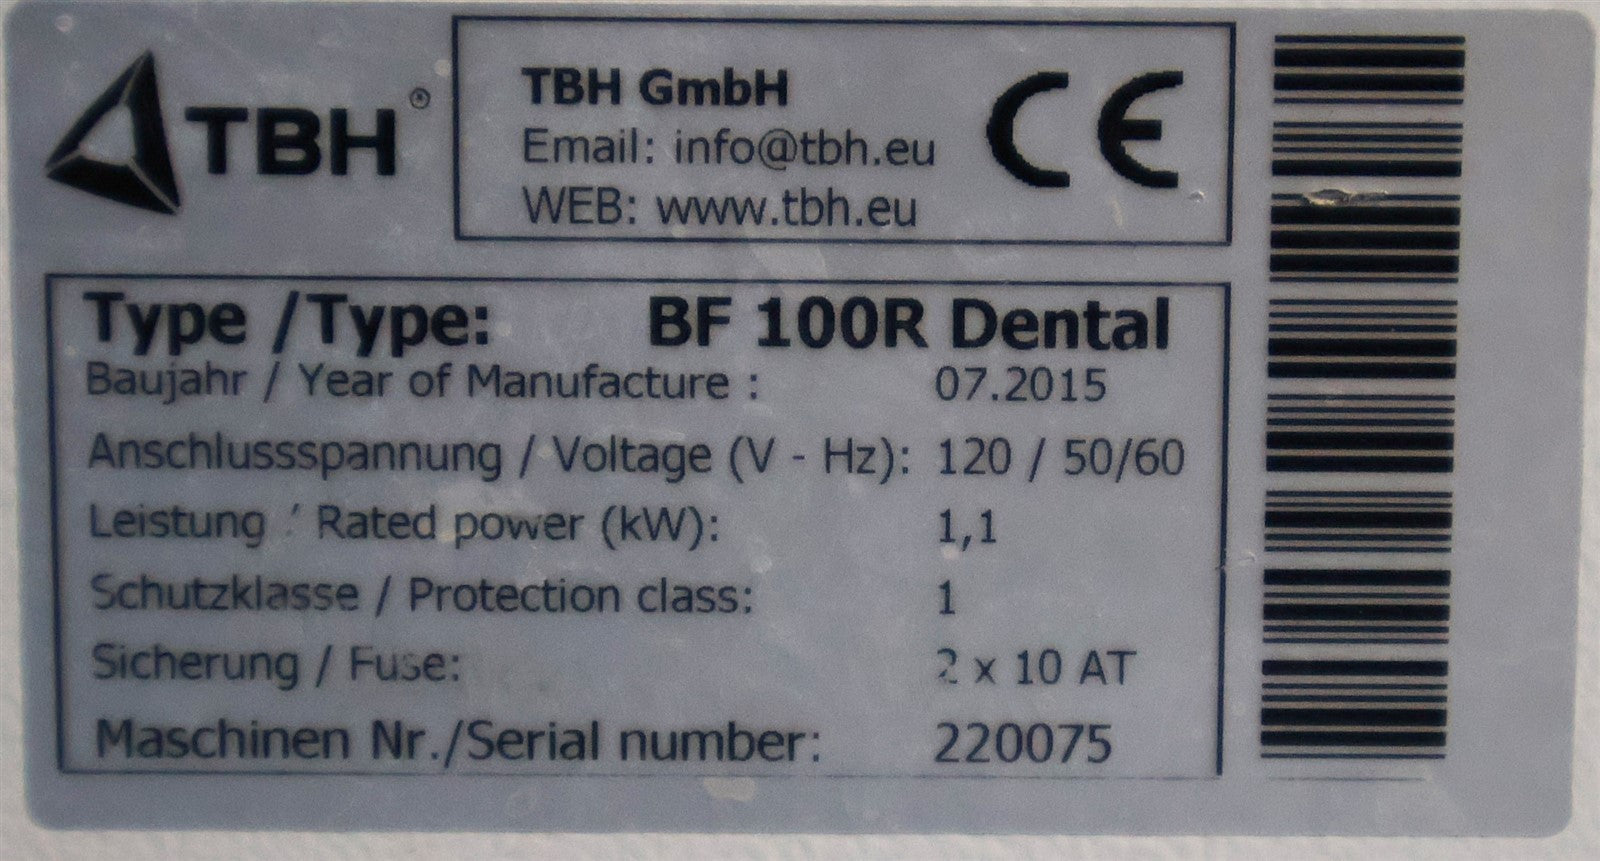 TBH®
TBH GmbH
Email: info@tbh.eu
WEB: www.tbh.eu
CE
Type /Type: BF 100R Dental
Baujahr / Year of Manufacture : 07.2015
Anschlussspannung / Voltage (V - Hz): 120 / 50/60
Leistung / Rated power (kW): 1,1
Schutzklasse / Protection class: 1
Sicherung / Fuse: 2 x 10 AT
Maschinen Nr./Serial number: 220075